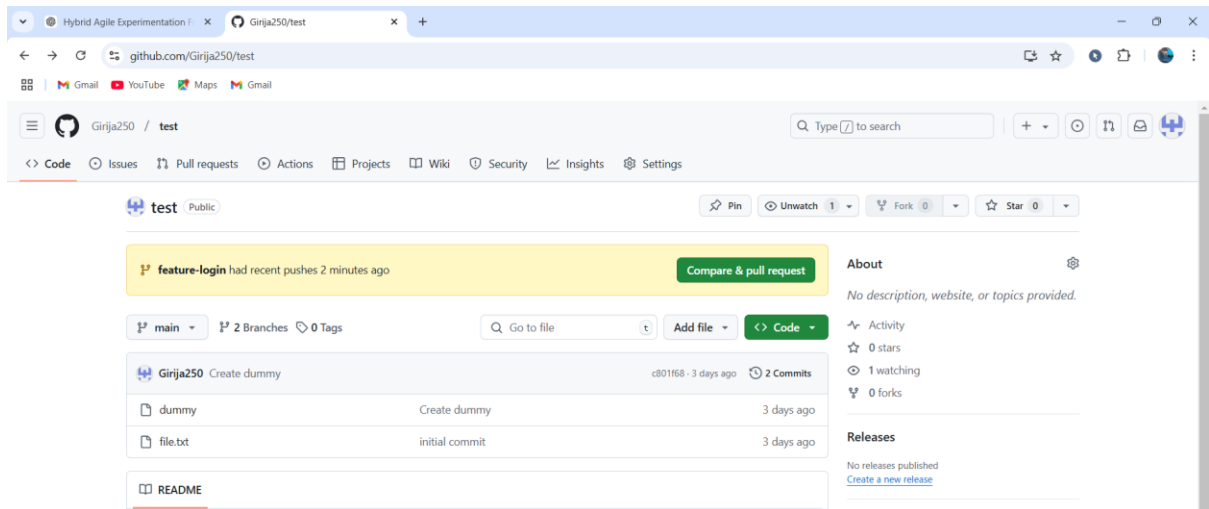 Hybrid Agile Experimentation F
Girija250/test
github.com/Girija250/test
Gmail YouTube Maps Gmail
Girija250 / test
Type / to search
Code Issues Pull requests Actions Projects Wiki Security Insights Settings
test Public
Pin Unwatch 1 Fork 0 Star 0
feature-login had recent pushes 2 minutes ago
Compare & pull request
main 2 Branches 0 Tags
Go to file t
Add file
<> Code
Girija250 Create dummy c801f68 · 3 days ago 2 Commits
dummy Create dummy 3 days ago
file.txt initial commit 3 days ago
README
About
No description, website, or topics provided.
Activity
0 stars
1 watching
0 forks
Releases
No releases published
Create a new release